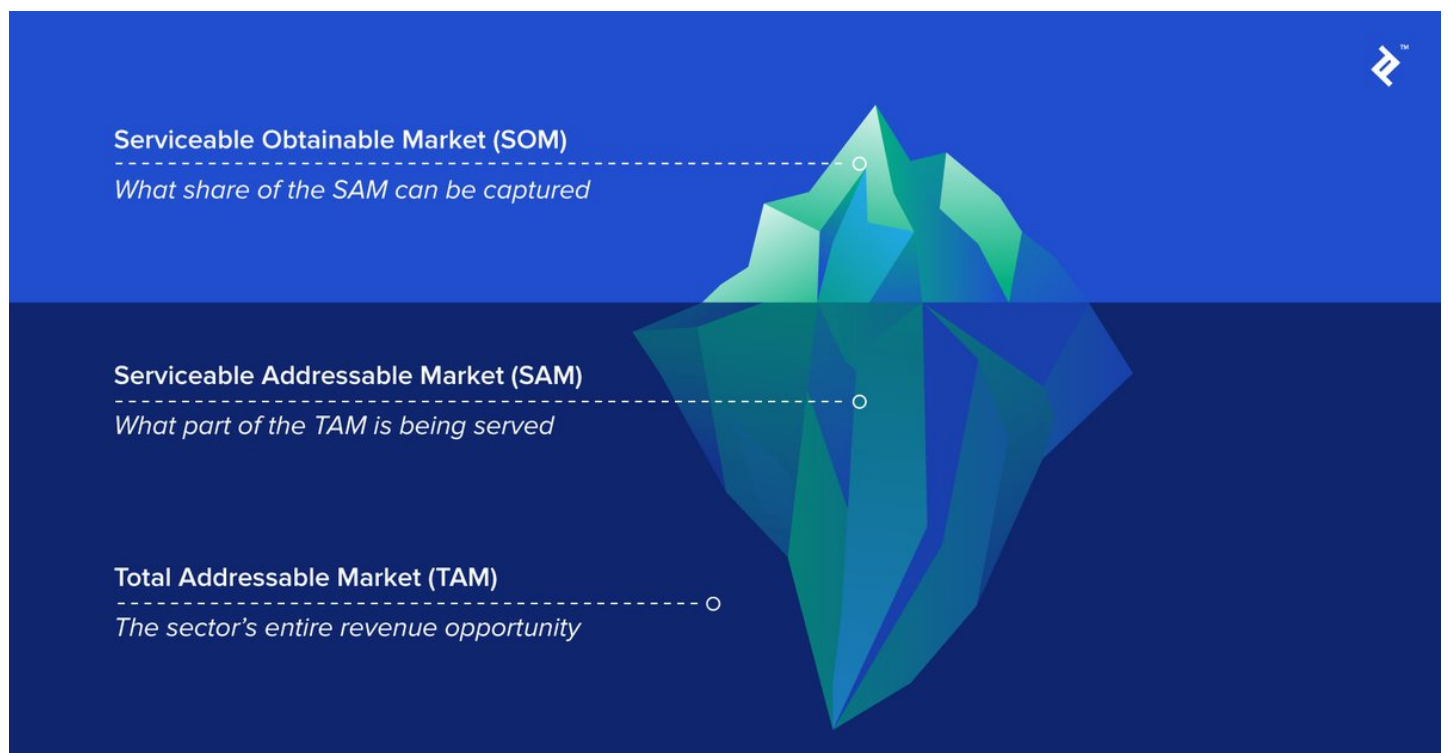 TM
Serviceable Obtainable Market (SOM)
What share of the SAM can be captured
Serviceable Addressable Market (SAM)
What part of the TAM is being served
Total Addressable Market (TAM)
The sector’s entire revenue opportunity